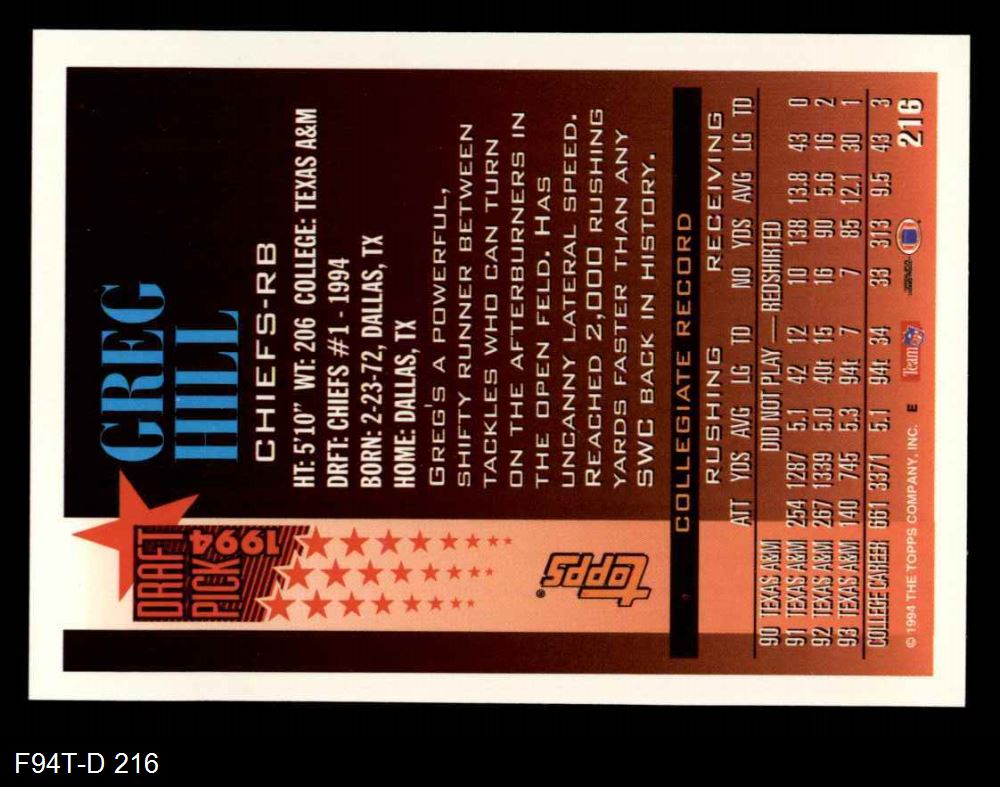 DRAFT
PICK
1994
GREG
HILL
CHIEFS-RB
HT: 5'10" WT: 206 COLLEGE: TEXAS A&M
DRFT: CHIEFS #1 - 1994
BORN: 2-23-72, DALLAS, TX
HOME: DALLAS, TX
GREG'S A POWERFUL,
SHIFTY RUNNER BETWEEN
TACKLES WHO CAN TURN
ON THE AFTERBURNERS IN
THE OPEN FIELD. HAS
UNCANNY LATERAL SPEED.
REACHED 2,000 RUSHING
YARDS FASTER THAN ANY
SWC BACK IN HISTORY.
TOPPS®
COLLEGIATE RECORD
RUSHING RECEIVING
ATT YDS AVG LG TD NO YDS AVG LG TD
90 TEXAS A&M DID NOT PLAY — REDSHIRTED
91 TEXAS A&M 254 1287 5.1 42 12 10 138 13.8 43 0
92 TEXAS A&M 267 1339 5.0 40t 15 16 90 5.6 16 2
93 TEXAS A&M 140 745 5.3 94t 7 7 85 12.1 30 1
COLLEGE CAREER 661 3371 5.1 94t 34 33 313 9.5 43 3
© 1994 THE TOPPS COMPANY, INC. E Team NFL 216
F94T-D 216